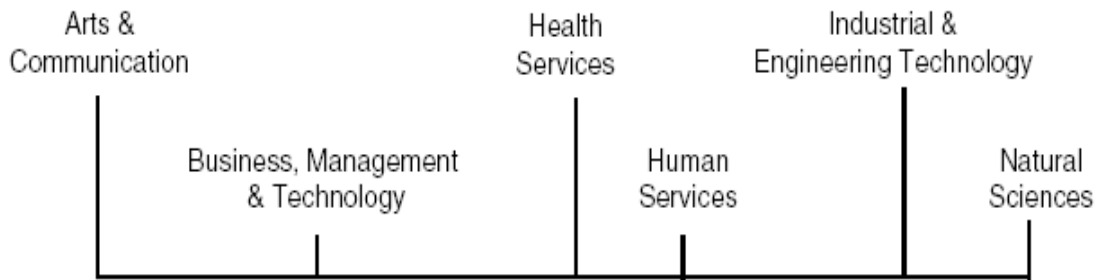 Arts &
Communication
Health
Services
Industrial &
Engineering Technology
Business, Management
& Technology
Human
Services
Natural
Sciences